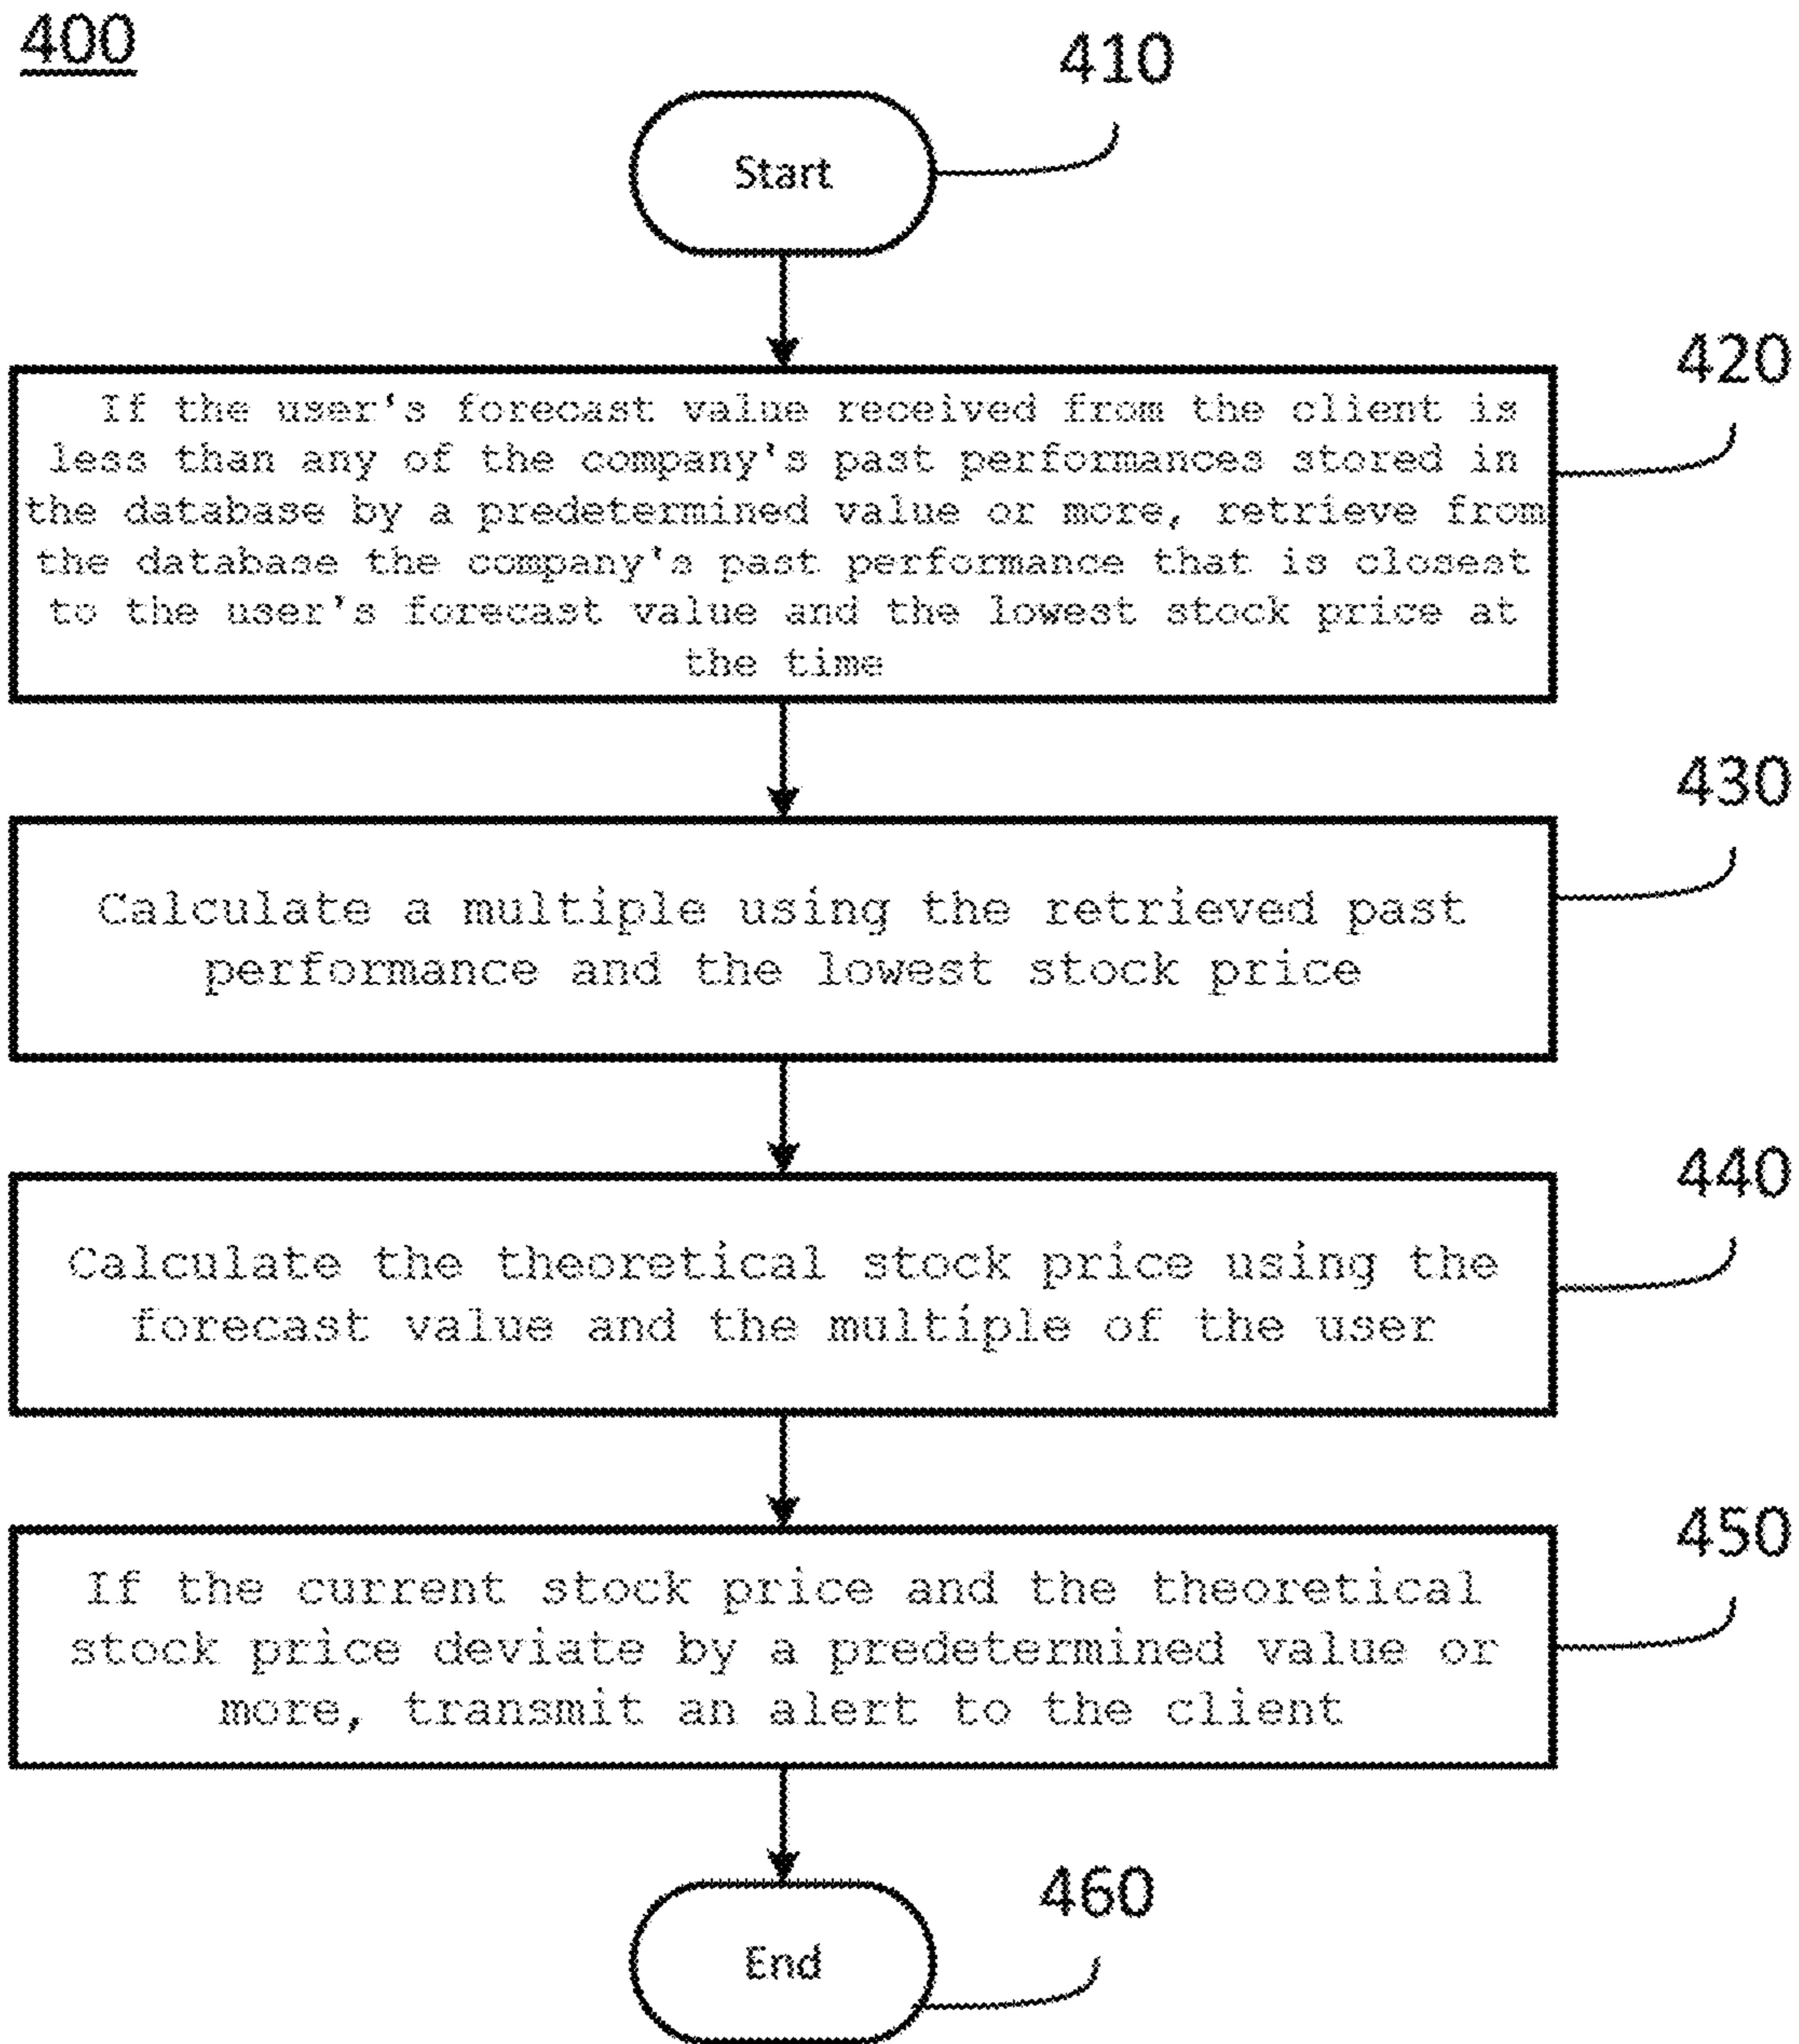 400
410
Start
420
If the user's forecast value received from the client is
less than any of the company's past performances stored in
the database by a predetermined value or more, retrieve from
the database the company's past performance that is closest
to the user's forecast value and the lowest stock price at
the time
430
Calculate a multiple using the retrieved past
performance and the lowest stock price
440
Calculate the theoretical stock price using the
forecast value and the multiple of the user
450
If the current stock price and the theoretical
stock price deviate by a predetermined value or
more, transmit an alert to the client
460
End